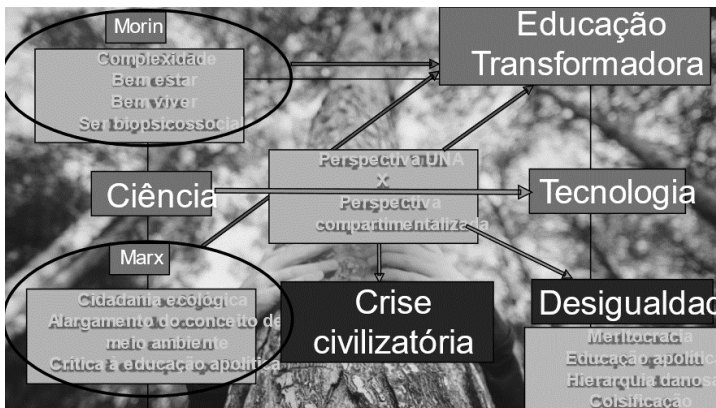 Morin
Complexidade
Bem estar
Bem viver
Ser biopsicossocial
Educação
Transformadora
Perspectiva UNA
X
Perspectiva
compartimentalizada
Ciência
Tecnologia
Marx
Cidadania ecológica
Alargamento do conceito de
meio ambiente
Crítica à educação apolítica
Crise
civilizatória
Desigualdad
Meritocracia
Educação apolític
Hierarquia danosa
Coisificação